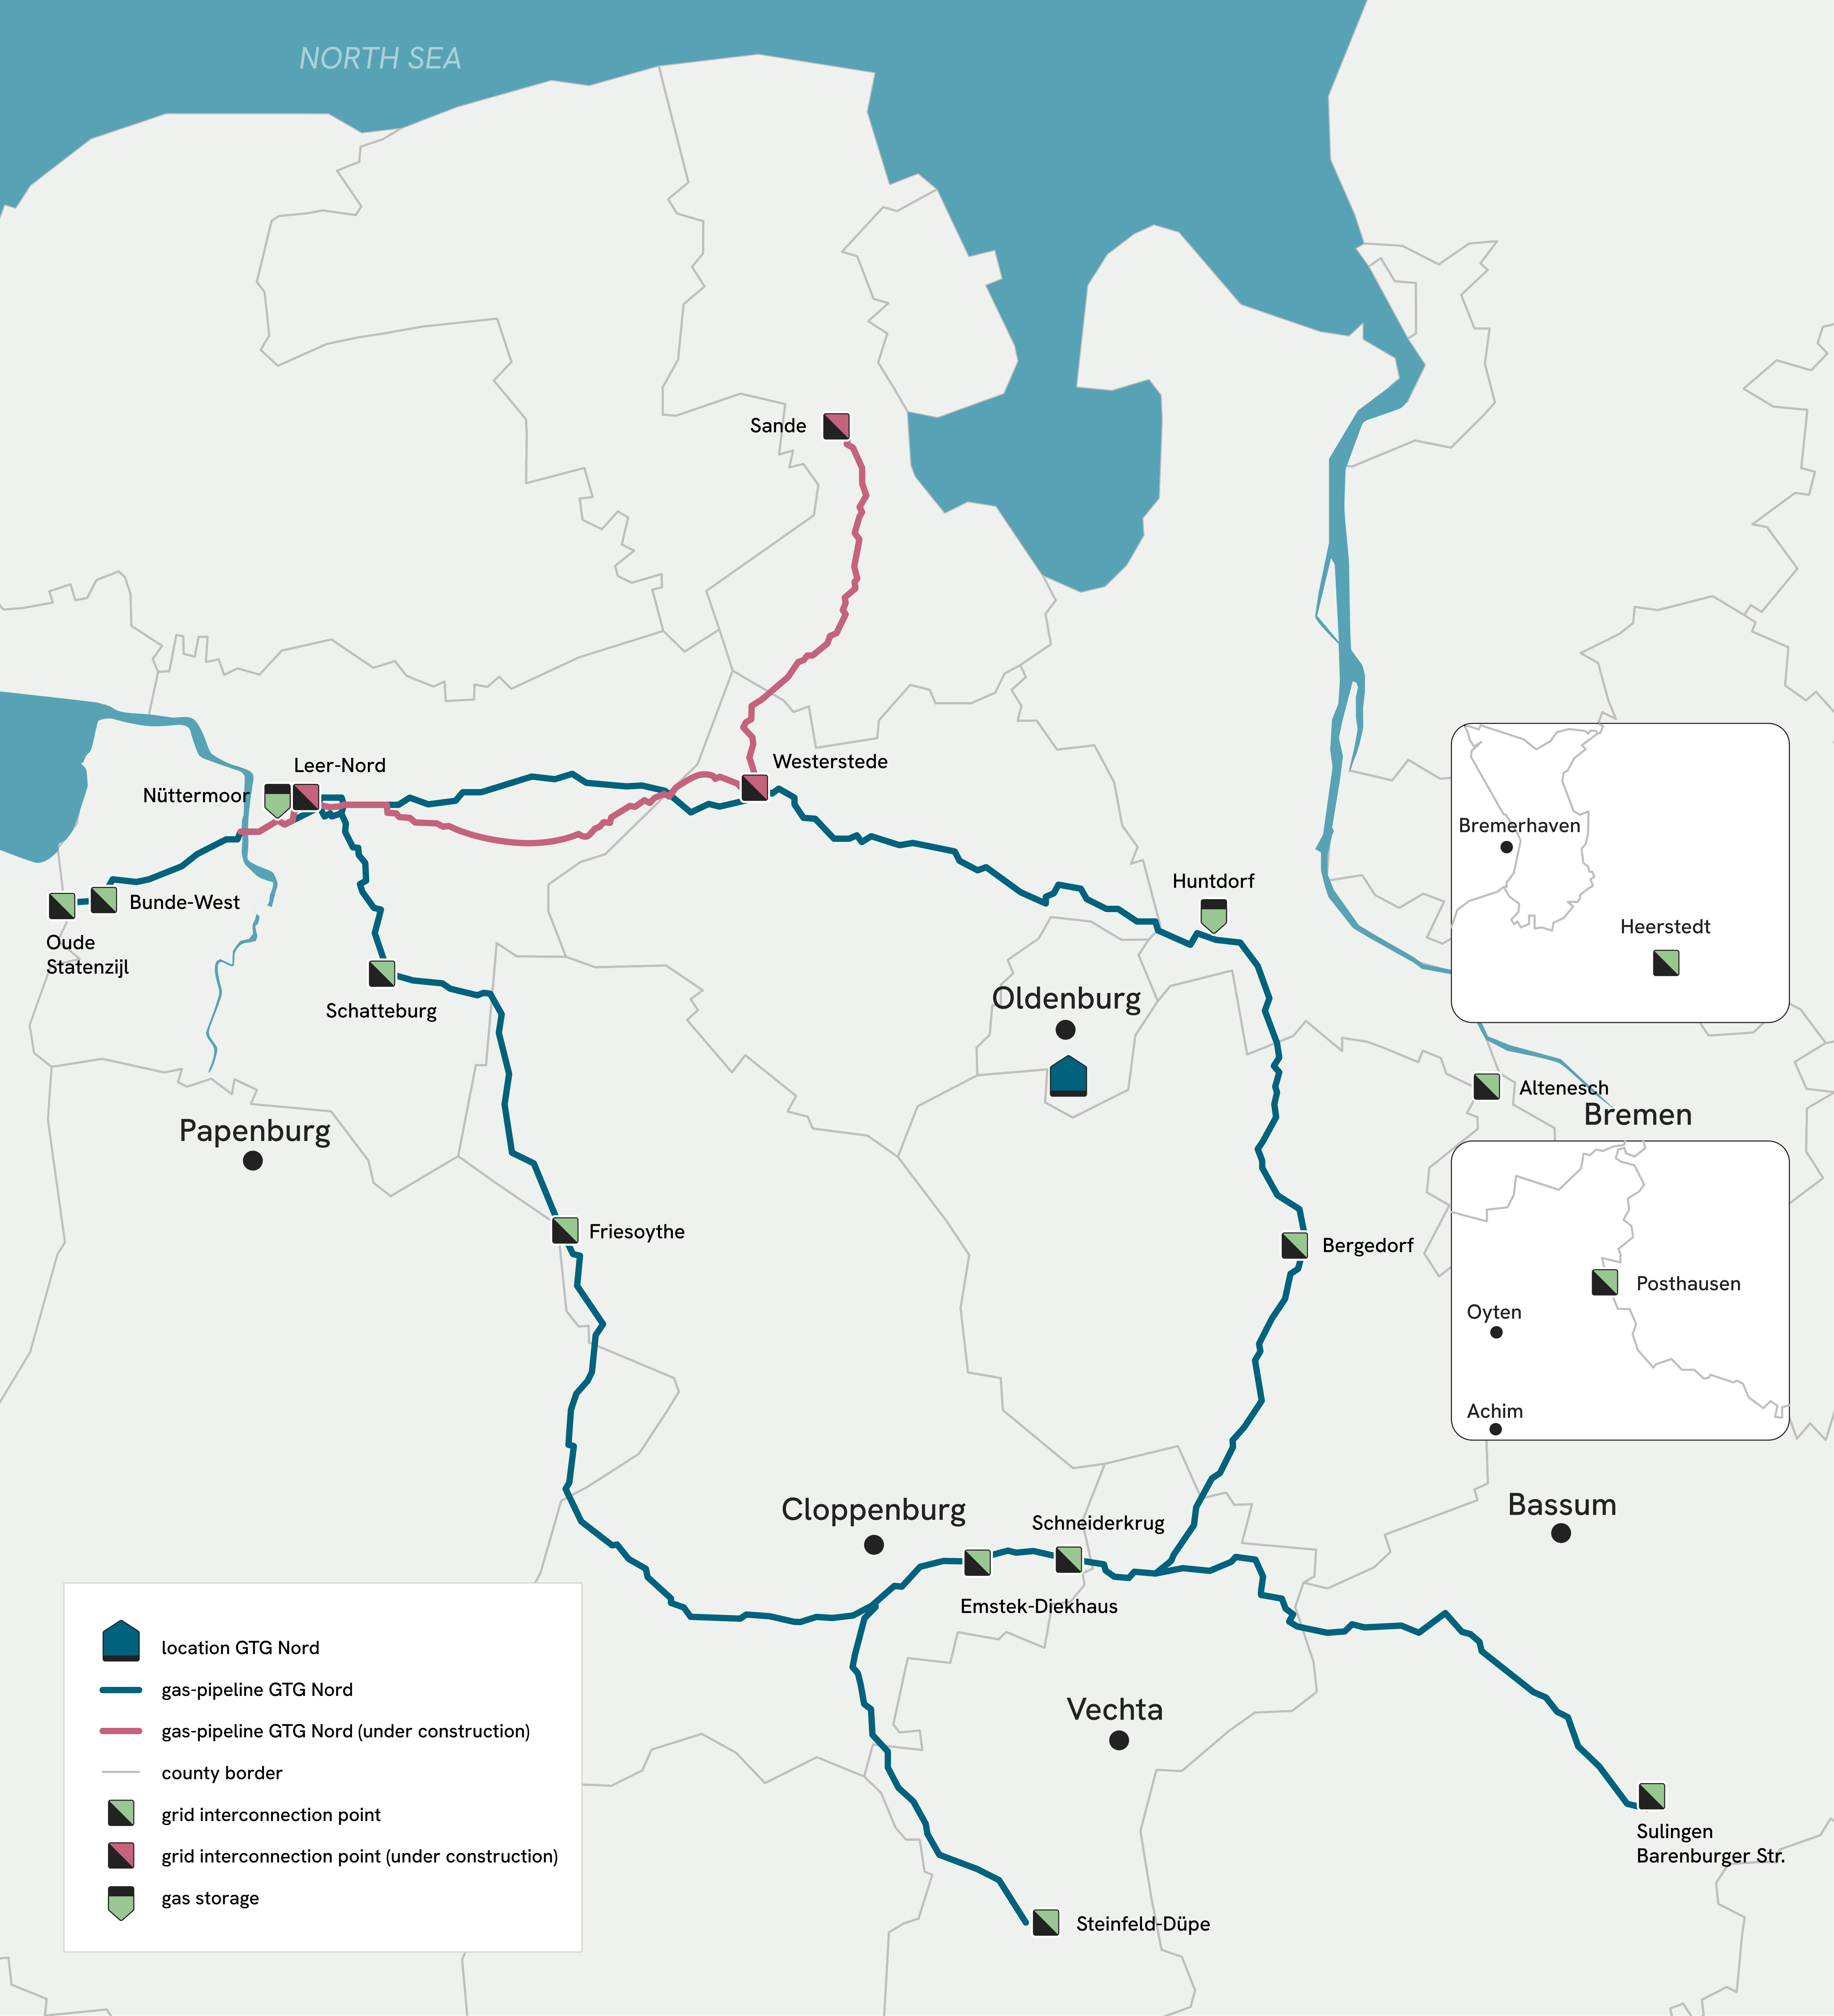 NORTH SEA
Sande
Westerstede
Leer-Nord
Nüttermoor
Bremerhaven
Huntdorf
Bunde-West
Heerstedt
Oude
Statenzijl
Oldenburg
Schatteburg
Altenesch
Bremen
Papenburg
Friesoythe
Bergedorf
Posthausen
Oyten
Achim
Bassum
Cloppenburg
Schneiderkrug
Emstek-Diekhaus
Vechta
location GTG Nord
gas-pipeline GTG Nord
gas-pipeline GTG Nord (under construction)
county border
grid interconnection point
grid interconnection point (under construction)
gas storage
Sulingen
Barenburger Str.
Steinfeld-Düpe